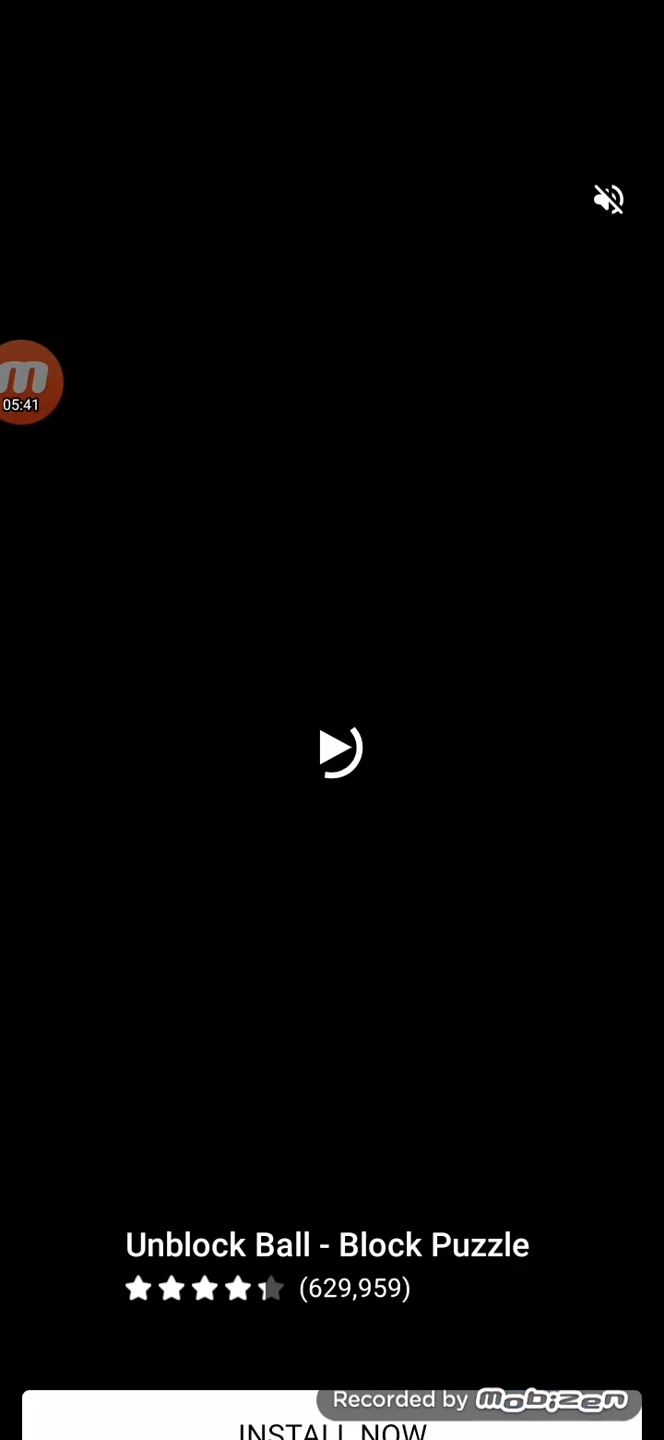 m
05:41
Unblock Ball - Block Puzzle
(629,959)
Recorded by mobizen
INSTALL NOW